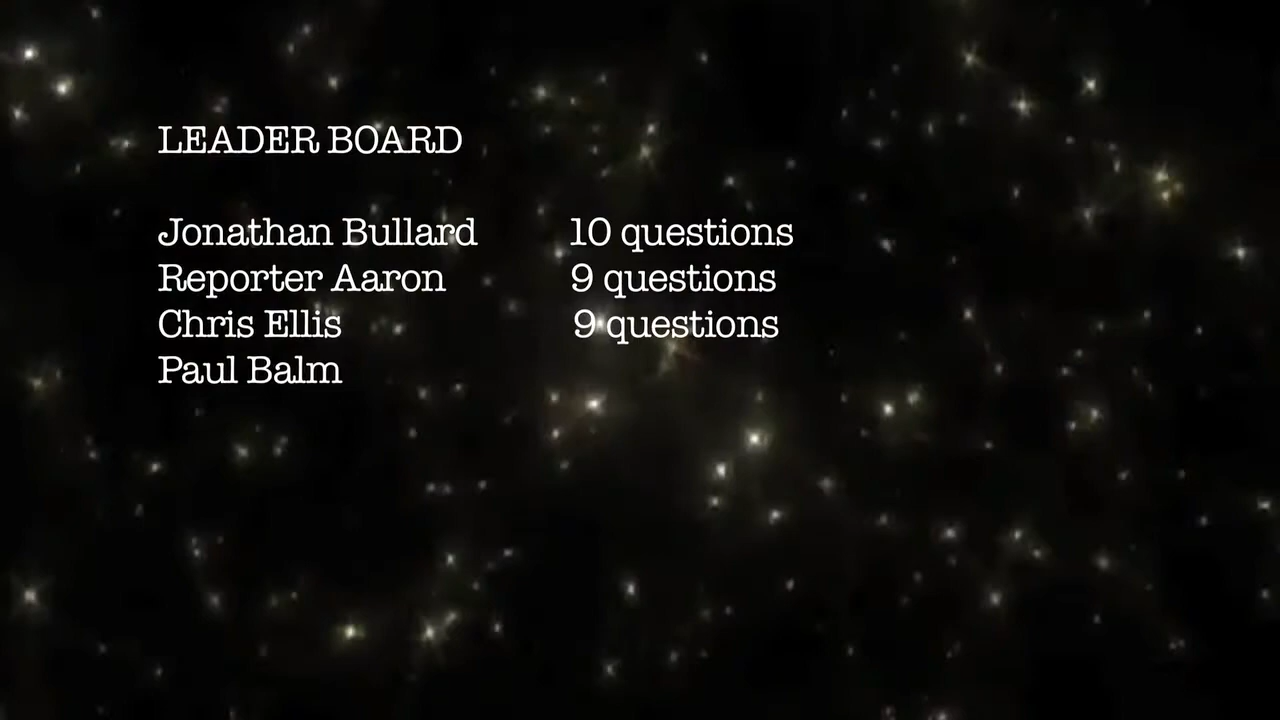 LEADER BOARD
Jonathan Bullard 10 questions
Reporter Aaron 9 questions
Chris Ellis 9 questions
Paul Balm